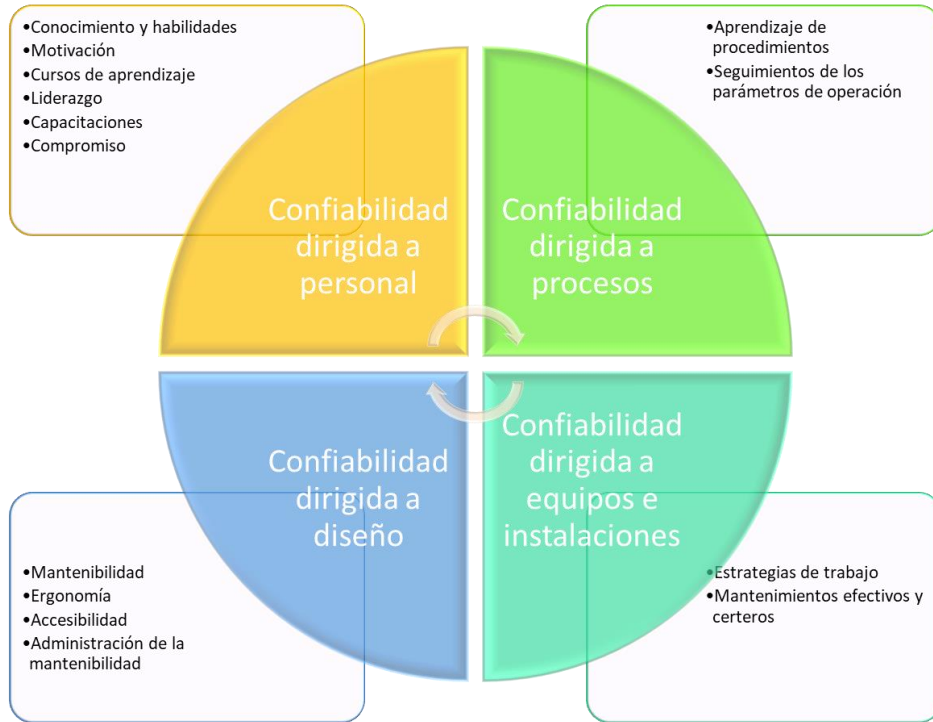 •Conocimiento y habilidades
•Motivación
•Cursos de aprendizaje
•Liderazgo
•Capacitaciones
•Compromiso
•Aprendizaje de
procedimientos
•Seguimientos de los
parámetros de operación
Confiabilidad
dirigida a
personal
Confiabilidad
dirigida a
procesos
Confiabilidad
dirigida a
diseño
Confiabilidad
dirigida a
equipos e
instalaciones
•Mantenibilidad
•Ergonomía
•Accesibilidad
•Administración de la
mantenibilidad
•Estrategias de trabajo
•Mantenimientos efectivos y
certeros